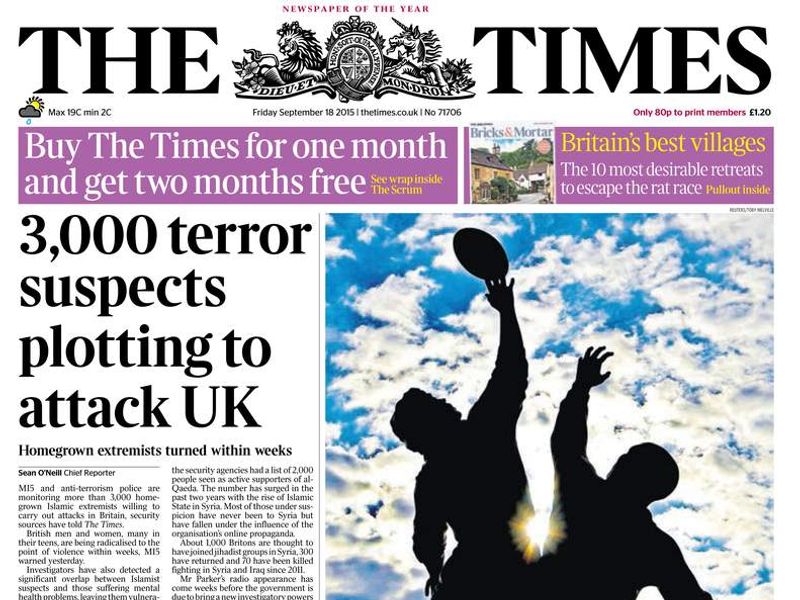 NEWSPAPER OF THE YEAR
THE TIMES
DIEU·ET MON·DROIT
Max 19C min 2C
Friday September 18 2015 | thetimes.co.uk | No 71706
Only 80p to print members £1.20
Buy The Times for one month
and get two months free
See wrap inside
The Scrum
Bricks&Mortar
Britain's best villages
The 10 most desirable retreats
to escape the rat race Pullout inside
REUTERS/TOBY MELVILLE
3,000 terror
suspects
plotting to
attack UK
Homegrown extremists turned within weeks
Sean O'Neill Chief Reporter
MI5 and anti-terrorism police are
monitoring more than 3,000 home-
grown Islamic extremists willing to
carry out attacks in Britain, security
sources have told The Times.
British men and women, many in
their teens, are being radicalised to the
point of violence within weeks, MI5
warned yesterday.
Investigators have also detected a
significant overlap between Islamist
suspects and those suffering mental
health problems, leaving them vulnera-
the security agencies had a list of 2,000
people seen as active supporters of al-
Qaeda. The number has surged in the
past two years with the rise of Islamic
State in Syria. Most of those under sus-
picion have never been to Syria but
have fallen under the influence of the
organisation's online propaganda.
About 1,000 Britons are thought to
have joined jihadist groups in Syria, 300
have returned and 70 have been killed
fighting in Syria and Iraq since 2011.
Mr Parker's radio appearance has
come weeks before the government is
due to bring a new investigatory powers